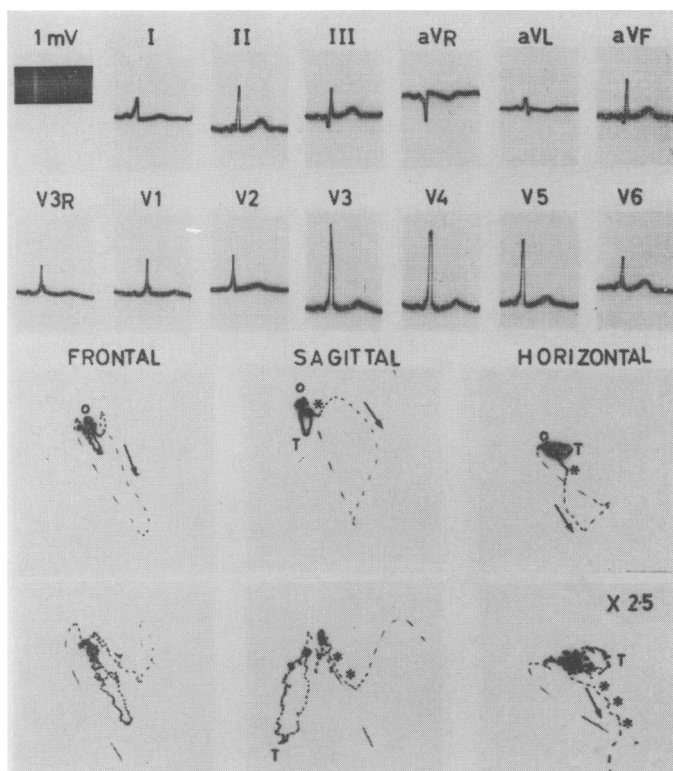 1 mV I II III aVR aVL aVF
V3R V1 V2 V3 V4 V5 V6
FRONTAL SAGITTAL HORIZONTAL
O O * O T
T *
X 2·5
* * T
* * *
T